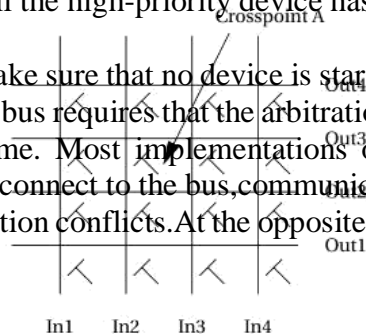 the high-priority device has
Crosspoint A
ake sure that no device is star
Out4
bus requires that the arbitratio
Out3
me. Most implementations
connect to the bus,communic
Out2
tion conflicts.At the opposite
Out1
In1 In2 In3 In4